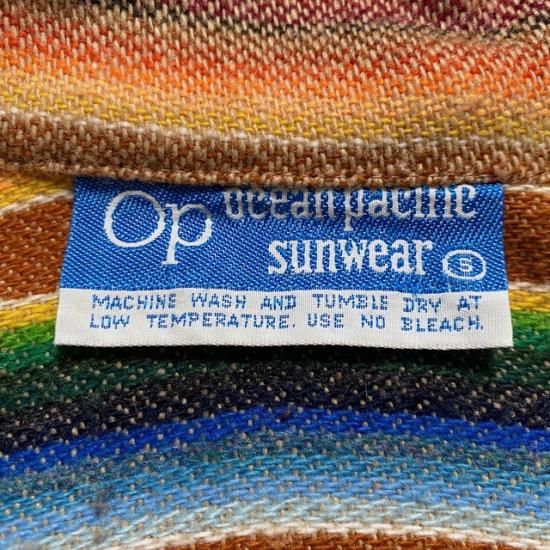 Op ocean pacific
sunwear S
MACHINE WASH AND TUMBLE DRY AT
LOW TEMPERATURE. USE NO BLEACH.